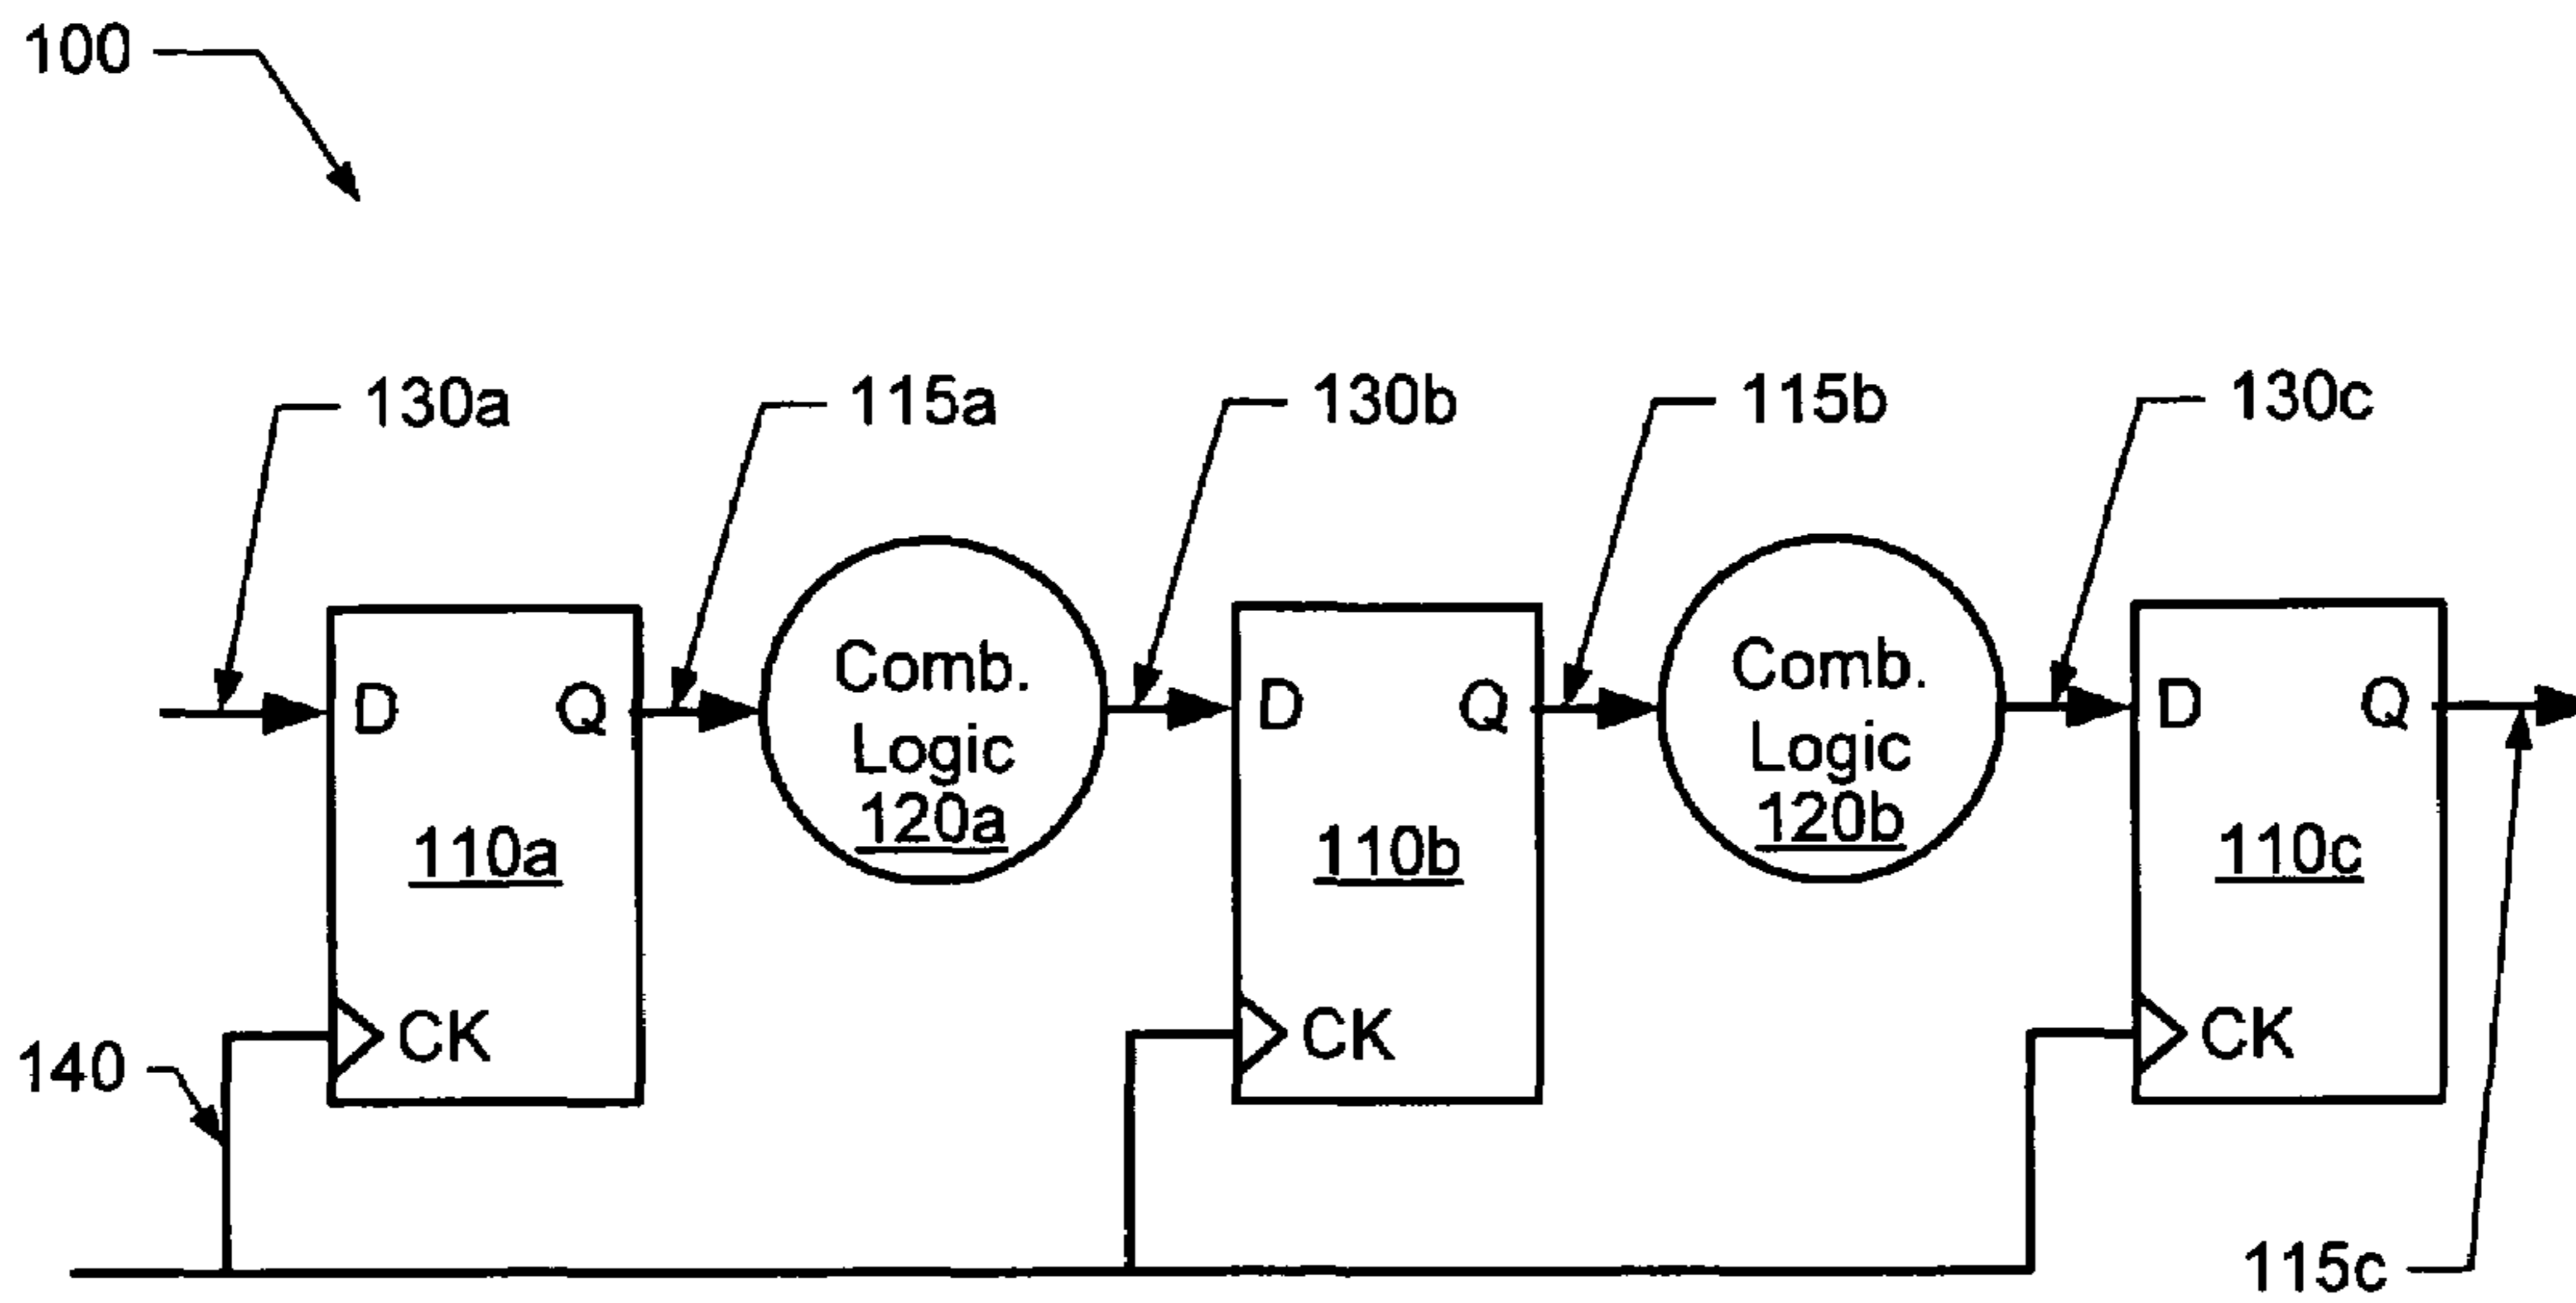 100
130a
115a
130b
115b
130c
D
Q
110a
CK
Comb.
Logic
120a
D
Q
110b
CK
Comb.
Logic
120b
D
Q
110c
CK
140
115c